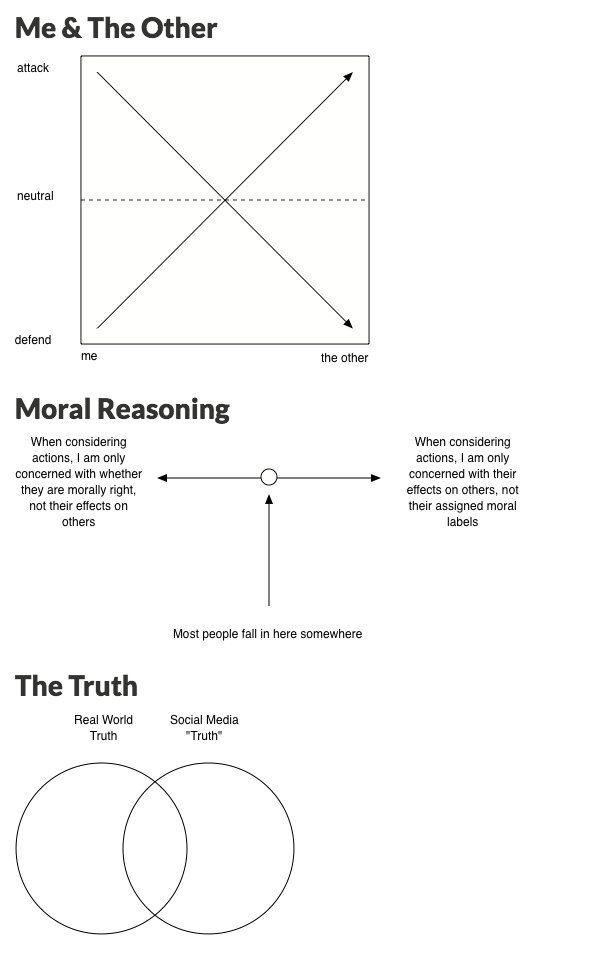 Me & The Other
attack
neutral
defend
me
the other
Moral Reasoning
When considering
actions, I am only
concerned with whether
they are morally right,
not their effects on
others
When considering
actions, I am only
concerned with their
effects on others, not
their assigned moral
labels
Most people fall in here somewhere
The Truth
Real World
Truth
Social Media
"Truth"